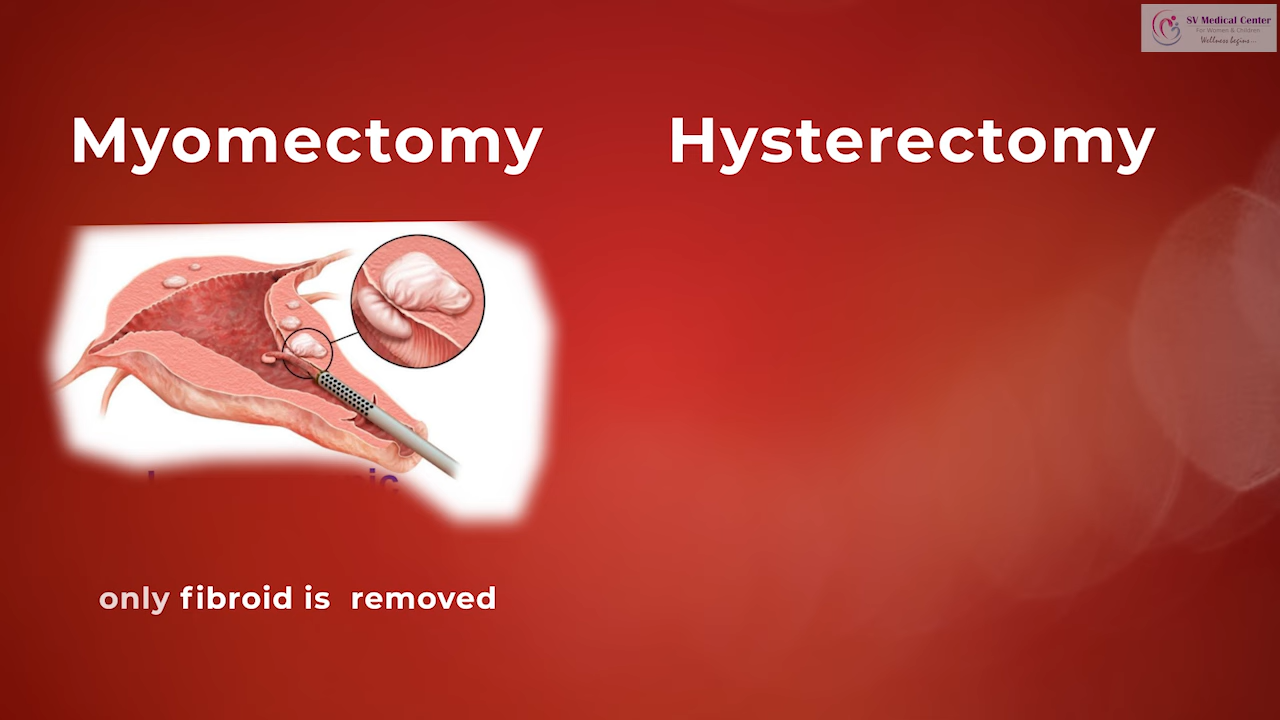 SV Medical Center
For Women & Children
Wellness begins...
Myomectomy
Hysterectomy
only fibroid is removed